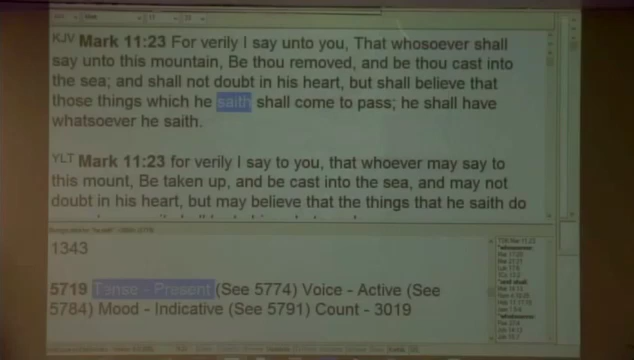 KJV Mark 11:23 For verily I say unto you, That whosoever shall
say unto this mountain, Be thou removed, and be thou cast into
the sea; and shall not doubt in his heart, but shall believe that
those things which he saith shall come to pass; he shall have
whatsoever he saith.
YLT Mark 11:23 for verily I say to you, that whoever may say to
this mount, Be taken up, and be cast into the sea, and may not
doubt in his heart, but may believe that the things that he saith do
1343
5719 Tense - Present (See 5774) Voice - Active (See
5784) Mood - Indicative (See 5791) Count - 3019